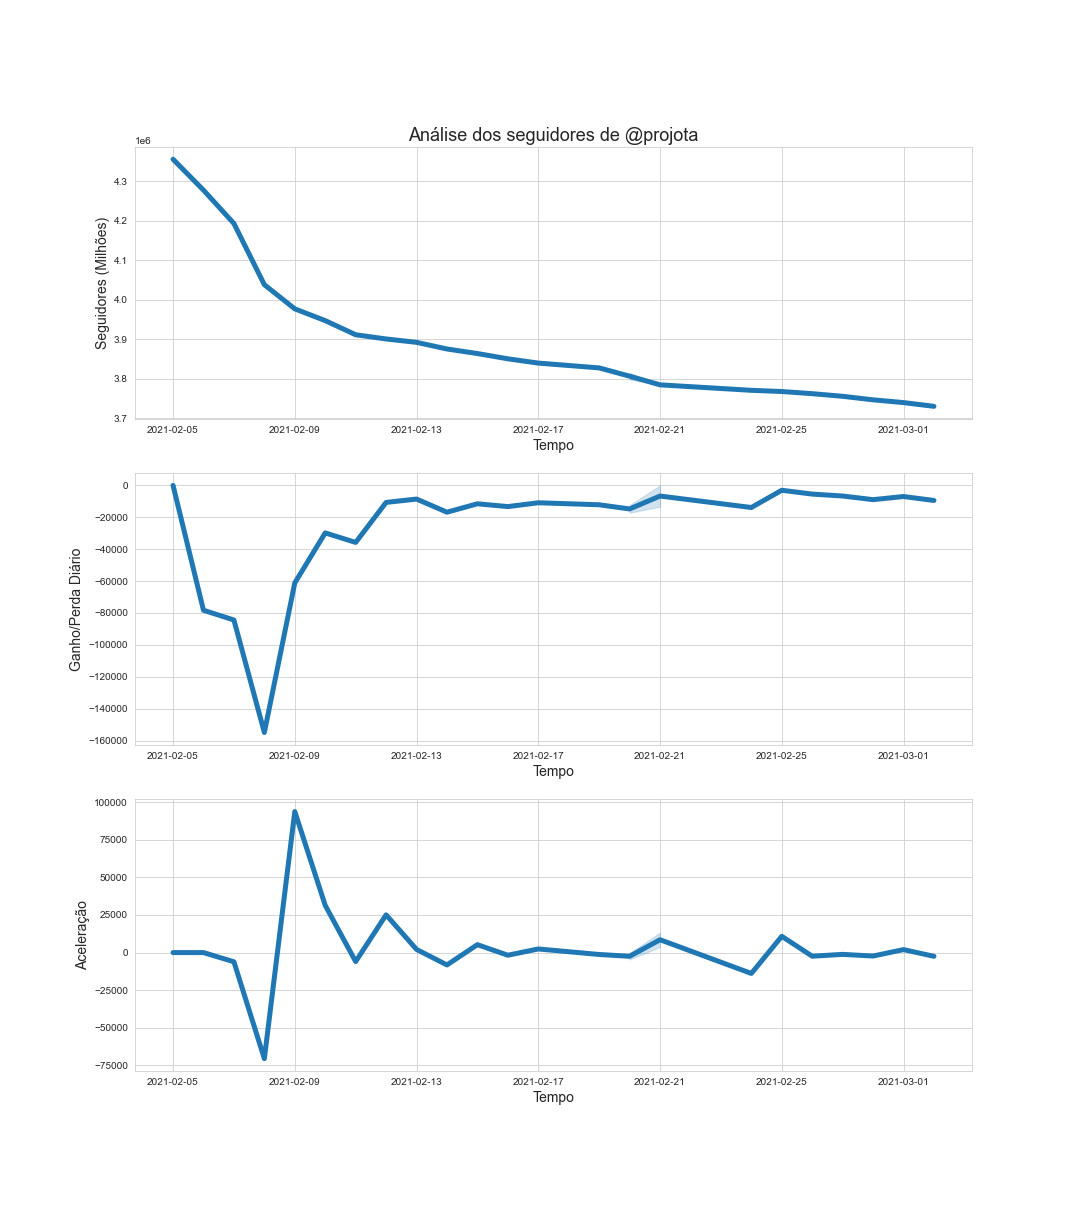 Análise dos seguidores de @projota
1e6
4.3
4.2
4.1
4.0
3.9
3.8
3.7
Seguidores (Milhões)
2021-02-05 2021-02-09 2021-02-13 2021-02-17 2021-02-21 2021-02-25 2021-03-01
Tempo
0
−20000
−40000
−60000
−80000
−100000
−120000
−140000
−160000
Ganho/Perda Diário
2021-02-05 2021-02-09 2021-02-13 2021-02-17 2021-02-21 2021-02-25 2021-03-01
Tempo
100000
75000
50000
25000
0
−25000
−50000
−75000
Aceleração
2021-02-05 2021-02-09 2021-02-13 2021-02-17 2021-02-21 2021-02-25 2021-03-01
Tempo